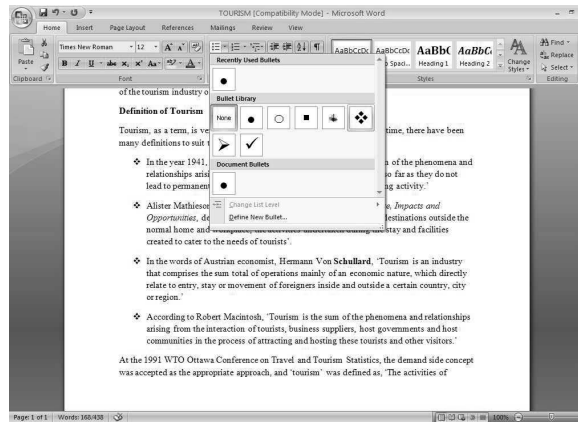 TOURISM [Compatibility Mode] - Microsoft Word
Home Insert Page Layout References Mailings Review View
Paste
Times New Roman 12
AaBbCcDc AaBbCcDc AaBbC AaBbCc
Spaci... Heading 1 Heading 2
Change Styles
Find
Replace
Select
Clipboard Font Styles Editing
Recently Used Bullets
Bullet Library
None
Document Bullets
Change List Level
Define New Bullet...
of the tourism industry o
Definition of Tourism
Tourism, as a term, is ve time, there have been
many definitions to suit t
❖ In the year 1941, n of the phenomena and
relationships arisi so far as they do not
lead to permanent ng activity.’
❖ Alister Mathieson e, Impacts and
Opportunities, de destinations outside the
normal home and workplace, the activities undertaken during the stay and facilities
created to cater to the needs of tourists’.
❖ In the words of Austrian economist, Hermann Von Schullard, ‘Tourism is an industry
that comprises the sum total of operations mainly of an economic nature, which directly
relate to entry, stay or movement of foreigners inside and outside a certain country, city
or region.’
❖ According to Robert Macintosh, ‘Tourism is the sum of the phenomena and relationships
arising from the interaction of tourists, business suppliers, host governments and host
communities in the process of attracting and hosting these tourists and other visitors.’
At the 1991 WTO Ottawa Conference on Travel and Tourism Statistics, the demand side concept
was accepted as the appropriate approach, and ‘tourism’ was defined as, ‘The activities of
Page: 1 of 1 Words: 168/438 100%